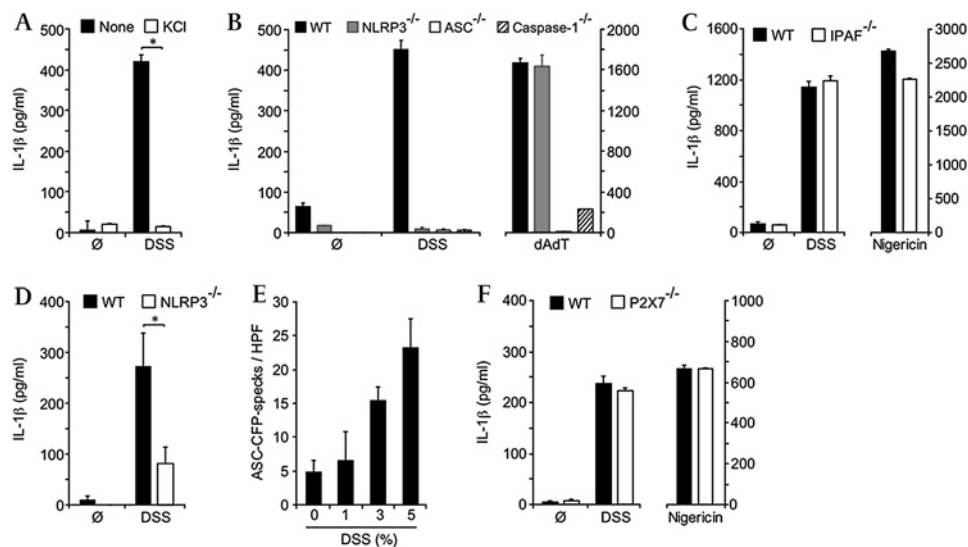 A
None KCl
*
500
400
300
200
100
0
IL-1β (pg/ml)
Ø DSS
B
WT NLRP3-/- ASC-/- Caspase-1-/-
500
400
300
200
100
0
IL-1β (pg/ml)
2000
1600
1200
800
400
0
Ø DSS dAdT
C
WT IPAF-/-
1600
1200
800
400
0
IL-1β (pg/ml)
3000
2500
2000
1500
1000
500
0
Ø DSS Nigericin
D
WT NLRP3-/-
*
400
300
200
100
0
IL-1β (pg/ml)
Ø DSS
E
30
25
20
15
10
5
0
ASC-CFP-specks / HPF
0 1 3 5
DSS (%)
F
WT P2X7-/-
400
300
250
100
0
IL-1β (pg/ml)
1000
800
600
400
200
0
Ø DSS Nigericin